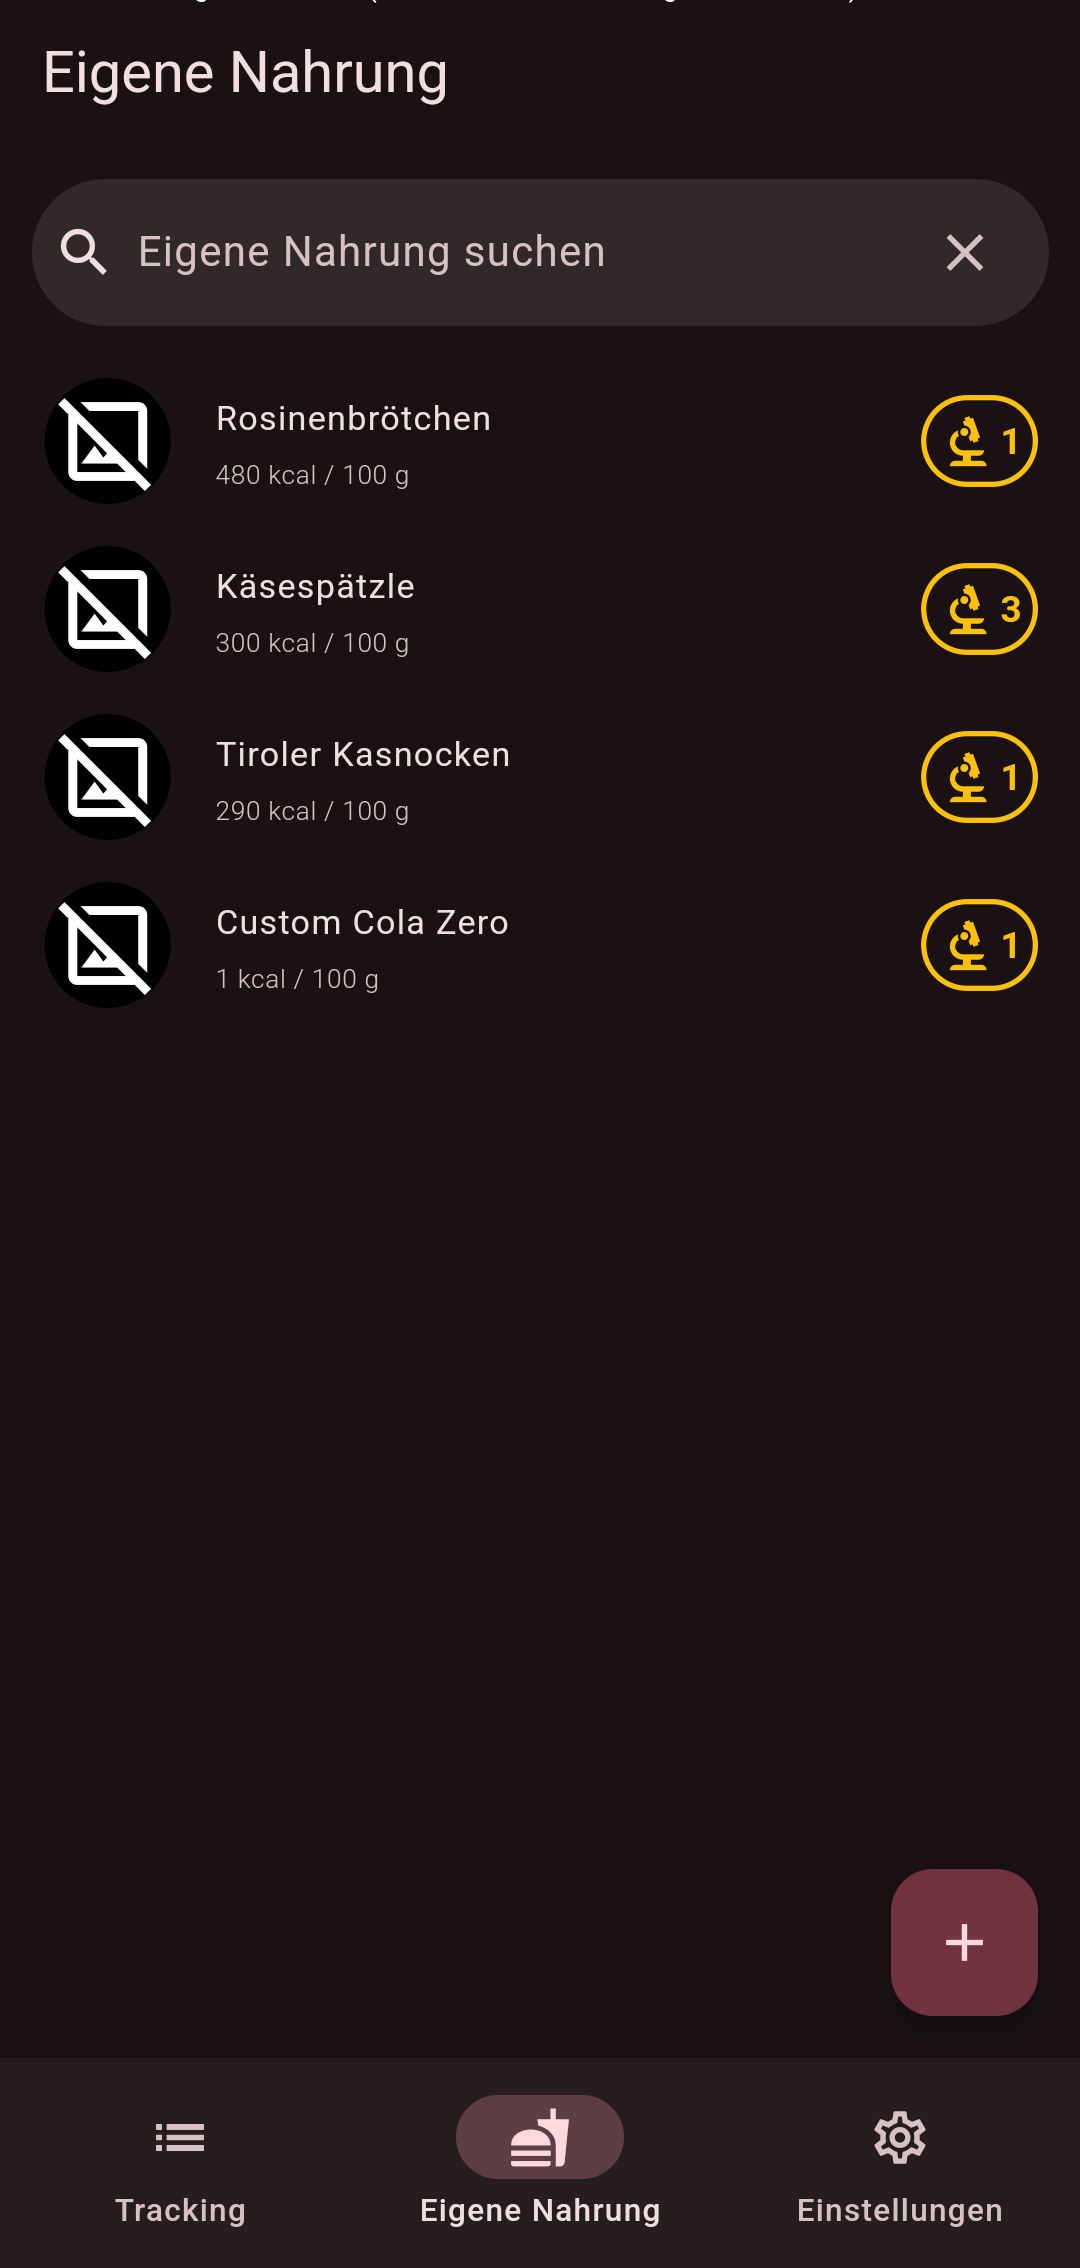 Eigene Nahrung
Eigene Nahrung suchen
Rosinenbrötchen
480 kcal / 100 g
1
Käsespätzle
300 kcal / 100 g
3
Tiroler Kasnocken
290 kcal / 100 g
1
Custom Cola Zero
1 kcal / 100 g
1
Tracking
Eigene Nahrung
Einstellungen